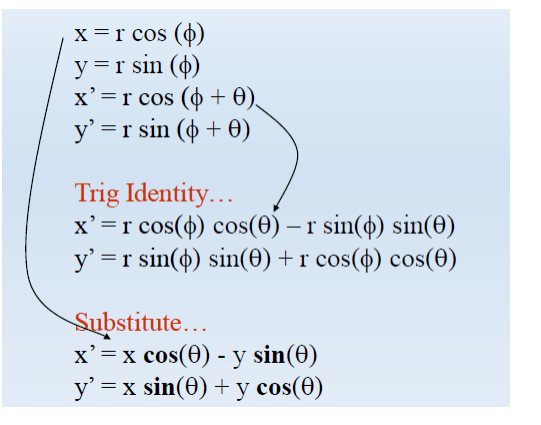 x = r cos (ϕ)
y = r sin (ϕ)
x’ = r cos (ϕ + θ)
y’ = r sin (ϕ + θ)
Trig Identity…
x’ = r cos(ϕ) cos(θ) – r sin(ϕ) sin(θ)
y’ = r sin(ϕ) sin(θ) + r cos(ϕ) cos(θ)
Substitute…
x’ = x cos(θ) - y sin(θ)
y’ = x sin(θ) + y cos(θ)